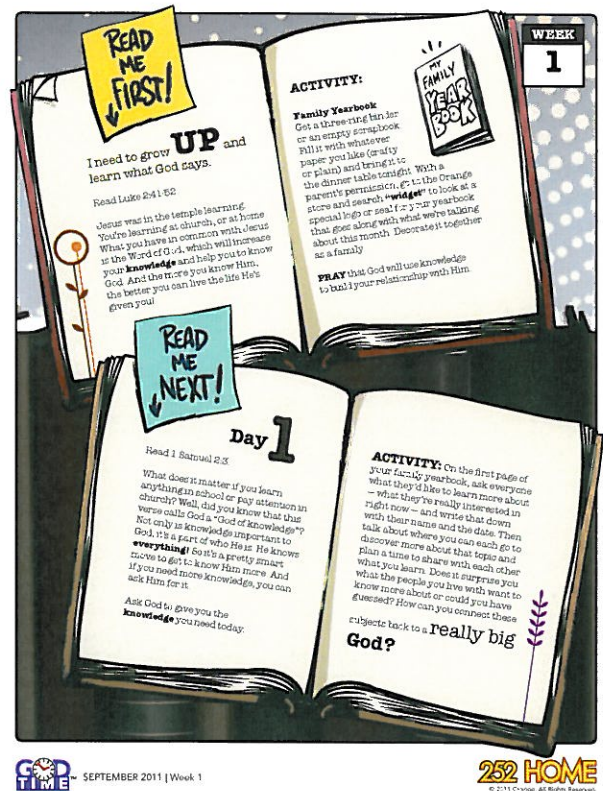 WEEK
1
READ
ME
FIRST!
I need to grow UP and
learn what God says.
Read Luke 2:41-52
Jesus was in the temple learning.
You're learning at church, or at home.
What you have in common with Jesus
is the Word of God, which will increase
your knowledge and help you to know
God. And the more you know Him,
the better you can live the life He's
given you!
ACTIVITY:
Family Yearbook
Get a three-ring binder
or an empty scrapbook
Fill it with whatever
paper you like (crafty
or plain) and bring it to
the dinner table tonight. With a
parent's permission, go to the Orange
store and search "widget" to look at a
special logo or seal for your yearbook
that goes along with what we're talking
about this month. Decorate it together
as a family
PRAY that God will use knowledge
to build your relationship with Him.
MY
FAMILY
YEAR
BOOK
READ
ME
NEXT!
Day 1
Read 1 Samuel 2:3.
What does it matter if you learn
anything in school or pay attention in
church? Well, did you know that this
verse calls God a "God of knowledge"?
Not only is knowledge important to
God, it's a part of who He is. He knows
everything! So it's a pretty smart
move to get to know Him more. And
if you need more knowledge, you can
ask Him for it.
Ask God to give you the
knowledge you need today.
ACTIVITY: On the first page of
your family yearbook, ask everyone
what they'd like to learn more about
– what they're really interested in
right now – and write that down
with their name and the date. Then
talk about where you can each go to
discover more about that topic and
plan a time to share with each other
what you learn. Does it surprise you
what the people you live with want to
know more about or could you have
guessed? How can you connect these
subjects back to a really big
God?
GOD
TIME™ SEPTEMBER 2011 | Week 1
252 HOME
© 2011 Orange. All Rights Reserved.